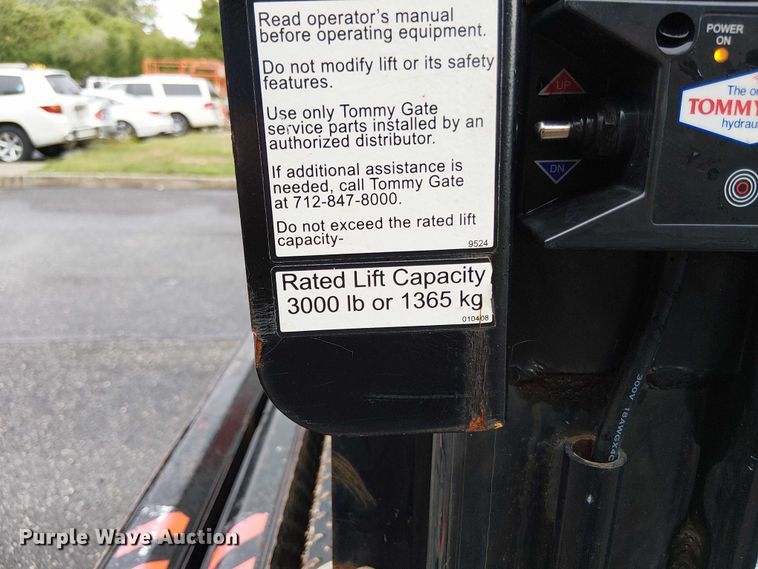 Read operator's manual
before operating equipment.
Do not modify lift or its safety
features.
Use only Tommy Gate
service parts installed by an
authorized distributor.
If additional assistance is
needed, call Tommy Gate
at 712-847-8000.
Do not exceed the rated lift
capacity-
9524
Rated Lift Capacity
3000 lb or 1365 kg
010408
POWER
ON
UP
DN
The
TOMMY
300V 18AWGX4C
Purple Wave Auction